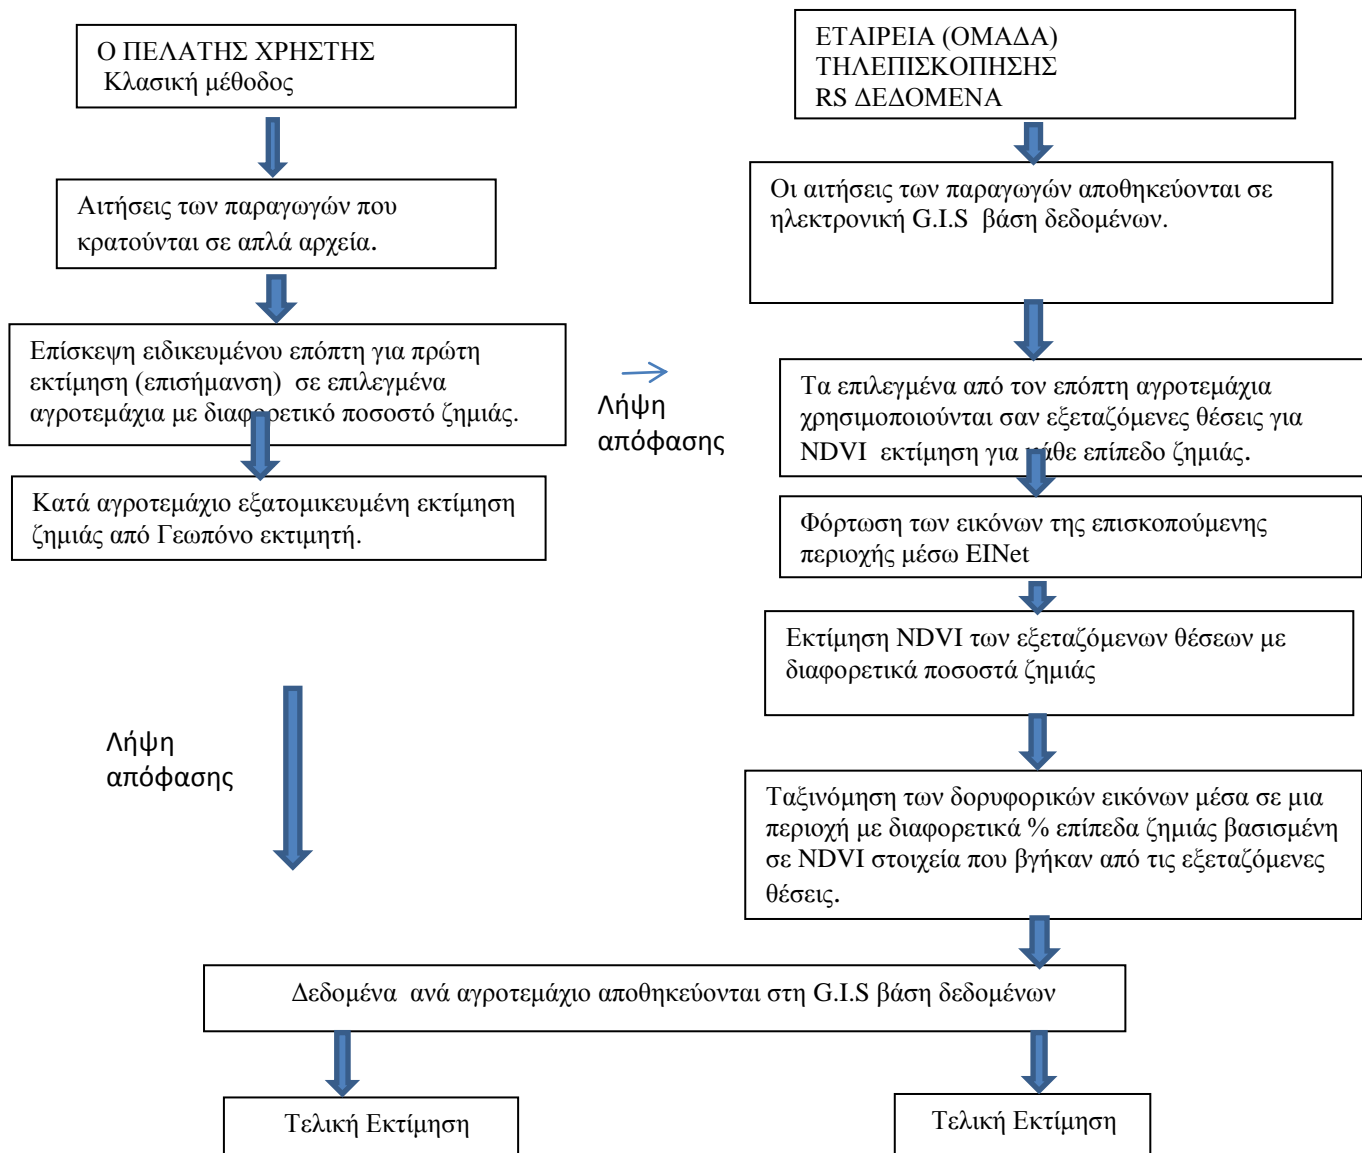 Ο ΠΕΛΑΤΗΣ ΧΡΗΣΤΗΣ
Κλασική μέθοδος
Αιτήσεις των παραγωγών που
κρατούνται σε απλά αρχεία.
Επίσκεψη ειδικευμένου επόπτη για πρώτη
εκτίμηση (επισήμανση) σε επιλεγμένα
αγροτεμάχια με διαφορετικό ποσοστό ζημιάς.
Κατά αγροτεμάχιο εξατομικευμένη εκτίμηση
ζημιάς από Γεωπόνο εκτιμητή.
Λήψη
απόφασης
Λήψη
απόφασης
ΕΤΑΙΡΕΙΑ (ΟΜΑΔΑ)
ΤΗΛΕΠΙΣΚΟΠΗΣΗΣ
RS ΔΕΔΟΜΕΝΑ
Οι αιτήσεις των παραγωγών αποθηκεύονται σε
ηλεκτρονική G.I.S βάση δεδομένων.
Τα επιλεγμένα από τον επόπτη αγροτεμάχια
χρησιμοποιούνται σαν εξεταζόμενες θέσεις για
NDVI εκτίμηση για κάθε επίπεδο ζημιάς.
Φόρτωση των εικόνων της επισκοπούμενης
περιοχής μέσω EINet
Εκτίμηση NDVI των εξεταζόμενων θέσεων με
διαφορετικά ποσοστά ζημιάς
Ταξινόμηση των δορυφορικών εικόνων μέσα σε μια
περιοχή με διαφορετικά % επίπεδα ζημιάς βασισμένη
σε NDVI στοιχεία που βγήκαν από τις εξεταζόμενες
θέσεις.
Δεδομένα ανά αγροτεμάχιο αποθηκεύονται στη G.I.S βάση δεδομένων
Τελική Εκτίμηση
Τελική Εκτίμηση